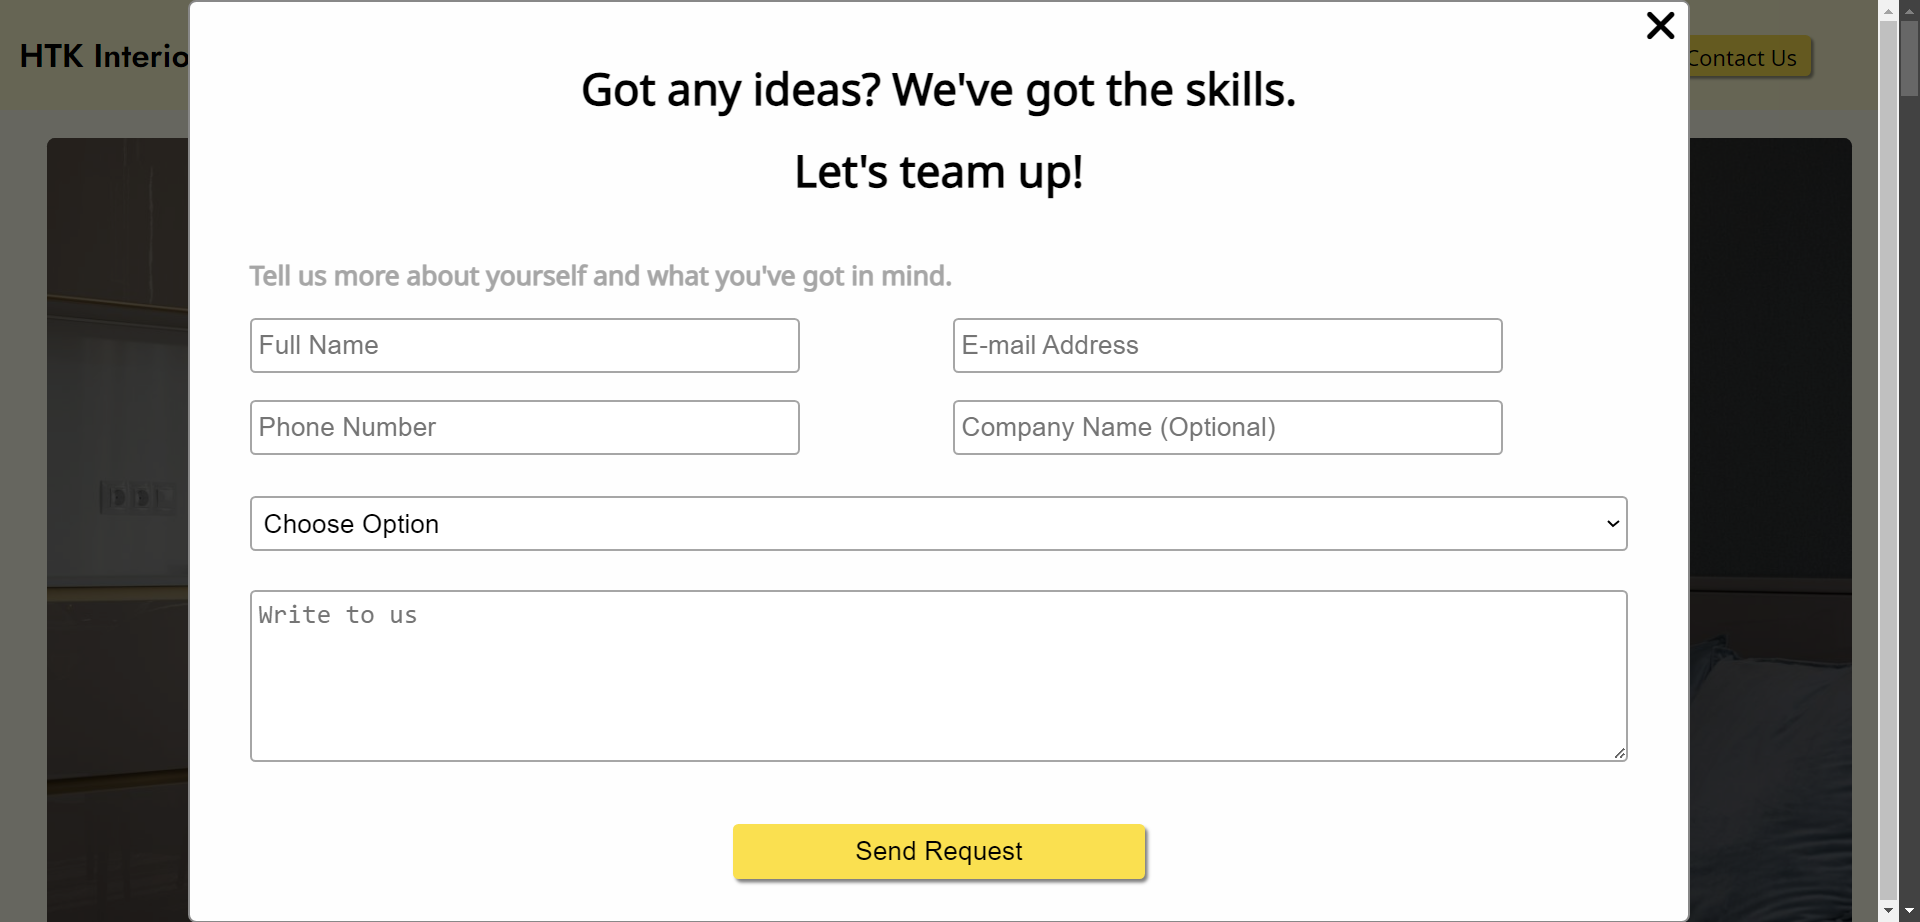 HTK Interio
Contact Us
Got any ideas? We've got the skills.
Let's team up!
Tell us more about yourself and what you've got in mind.
Full Name
E-mail Address
Phone Number
Company Name (Optional)
Choose Option
Write to us
Send Request